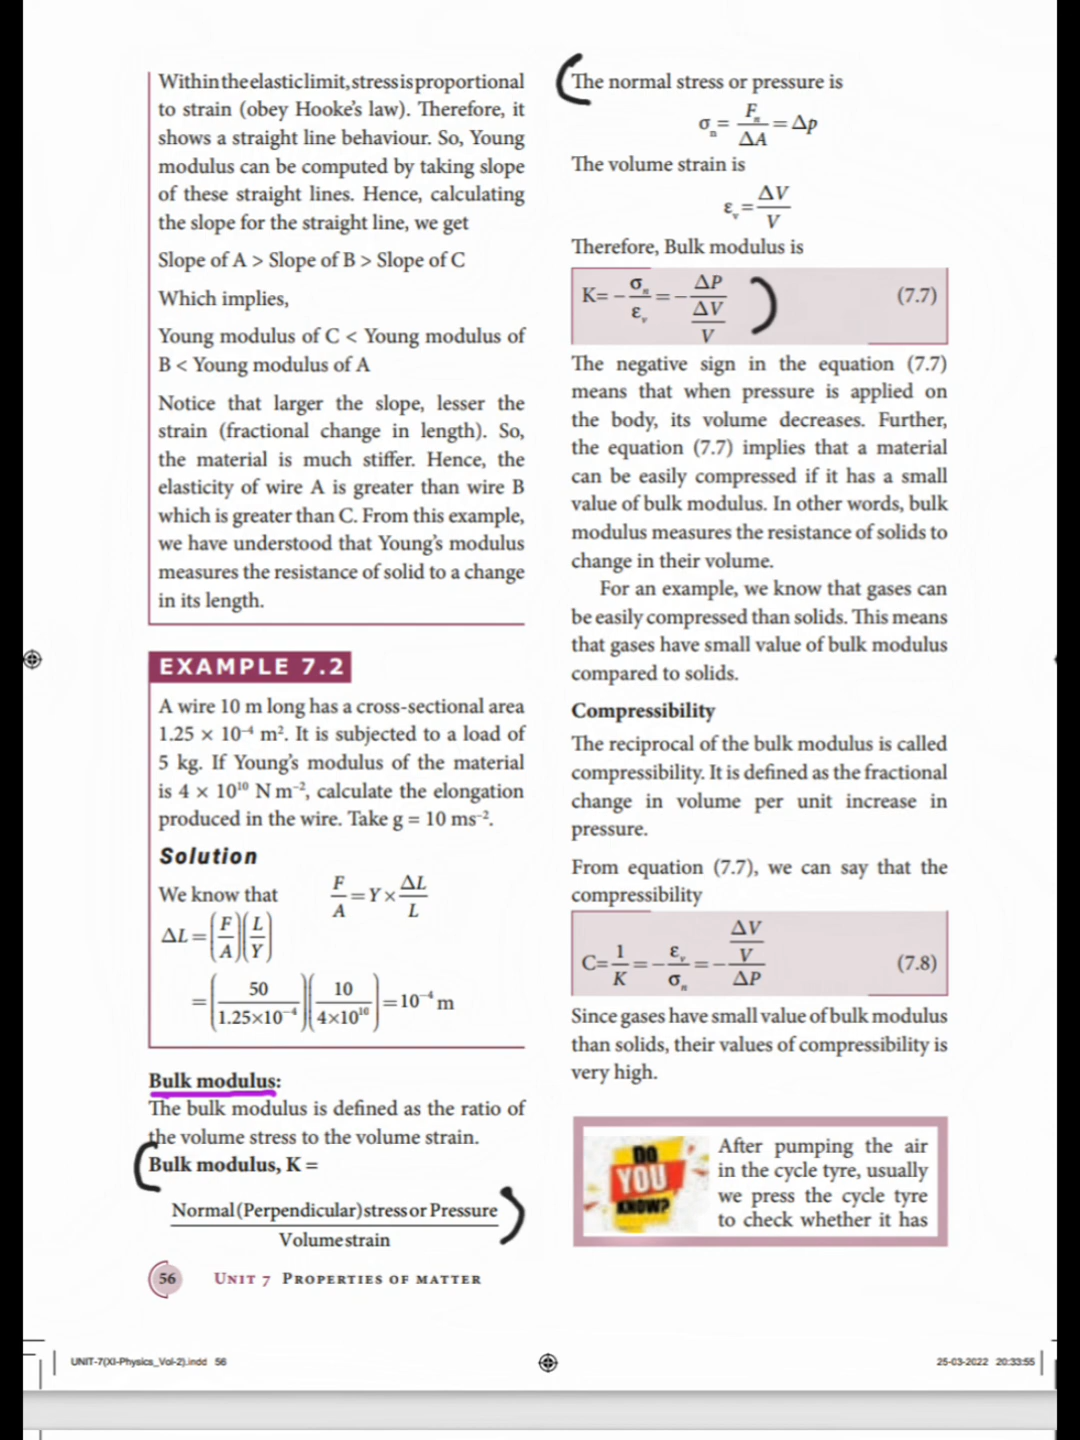 Within the elastic limit, stress is proportional
to strain (obey Hooke's law). Therefore, it
shows a straight line behaviour. So, Young
modulus can be computed by taking slope
of these straight lines. Hence, calculating
the slope for the straight line, we get
Slope of A > Slope of B > Slope of C
Which implies,
Young modulus of C < Young modulus of
B < Young modulus of A
Notice that larger the slope, lesser the
strain (fractional change in length). So,
the material is much stiffer. Hence, the
elasticity of wire A is greater than wire B
which is greater than C. From this example,
we have understood that Young's modulus
measures the resistance of solid to a change
in its length.
EXAMPLE 7.2
A wire 10 m long has a cross-sectional area
1.25 × 10⁻⁴ m². It is subjected to a load of
5 kg. If Young's modulus of the material
is 4 × 10¹⁰ N m⁻², calculate the elongation
produced in the wire. Take g = 10 ms⁻².
Solution
We know that F/A = Y × ΔL/L
ΔL = (F/A)(L/Y)
= (50/1.25×10⁻⁴)(10/4×10¹⁰) = 10⁻⁴ m
Bulk modulus:
The bulk modulus is defined as the ratio of
the volume stress to the volume strain.
Bulk modulus, K =
Normal (Perpendicular) stress or Pressure
Volume strain
The normal stress or pressure is
σₙ = Fₙ/ΔA = Δp
The volume strain is
εᵥ = ΔV/V
Therefore, Bulk modulus is
K= − σₙ/εᵥ = − ΔP/(ΔV/V) (7.7)
The negative sign in the equation (7.7)
means that when pressure is applied on
the body, its volume decreases. Further,
the equation (7.7) implies that a material
can be easily compressed if it has a small
value of bulk modulus. In other words, bulk
modulus measures the resistance of solids to
change in their volume.
For an example, we know that gases can
be easily compressed than solids. This means
that gases have small value of bulk modulus
compared to solids.
Compressibility
The reciprocal of the bulk modulus is called
compressibility. It is defined as the fractional
change in volume per unit increase in
pressure.
From equation (7.7), we can say that the
compressibility
C= 1/K = − εᵥ/σₙ = − (ΔV/V)/ΔP (7.8)
Since gases have small value of bulk modulus
than solids, their values of compressibility is
very high.
DO
YOU
KNOW?
After pumping the air
in the cycle tyre, usually
we press the cycle tyre
to check whether it has
56 UNIT 7 PROPERTIES OF MATTER
UNIT-7(XI-Physics_Vol-2).indd 56
25-03-2022 20:33:55